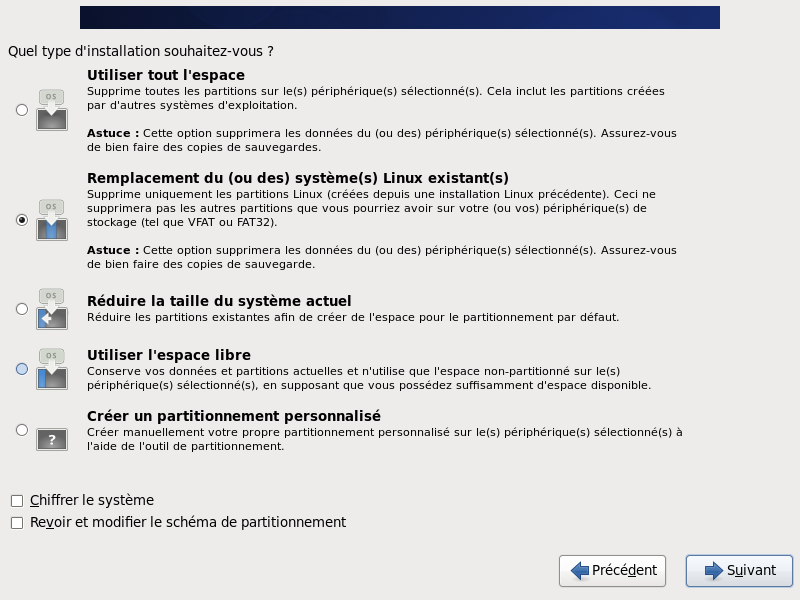 Quel type d'installation souhaitez-vous ?
Utiliser tout l'espace
OS
Supprime toutes les partitions sur le(s) périphérique(s) sélectionné(s). Cela inclut les partitions créées
par d'autres systèmes d'exploitation.
Astuce : Cette option supprimera les données du (ou des) périphérique(s) sélectionné(s). Assurez-vous
de bien faire des copies de sauvegardes.
Remplacement du (ou des) système(s) Linux existant(s)
OS
Supprime uniquement les partitions Linux (créées depuis une installation Linux précédente). Ceci ne
supprimera pas les autres partitions que vous pourriez avoir sur votre (ou vos) périphérique(s) de
stockage (tel que VFAT ou FAT32).
Astuce : Cette option supprimera les données du (ou des) périphérique(s) sélectionné(s). Assurez-vous
de bien faire des copies de sauvegarde.
OS
Réduire la taille du système actuel
Réduire les partitions existantes afin de créer de l'espace pour le partitionnement par défaut.
OS
Utiliser l'espace libre
Conserve vos données et partitions actuelles et n'utilise que l'espace non-partitionné sur le(s)
périphérique(s) sélectionné(s), en supposant que vous possédez suffisamment d'espace disponible.
Créer un partitionnement personnalisé
?
Créer manuellement votre propre partitionnement personnalisé sur le(s) périphérique(s) sélectionné(s) à
l'aide de l'outil de partitionnement.
Chiffrer le système
Revoir et modifier le schéma de partitionnement
Précédent
Suivant